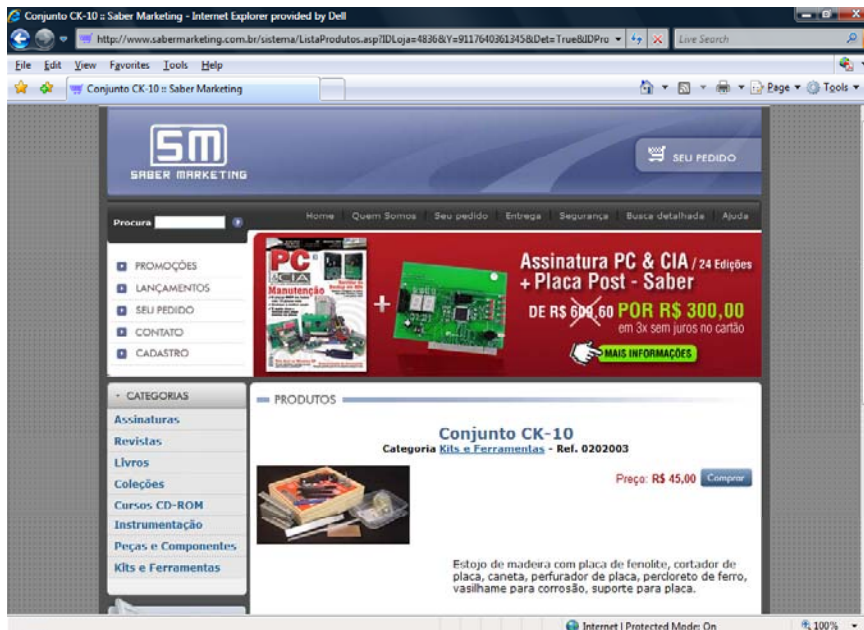 Conjunto CK-10 :: Saber Marketing - Internet Explorer provided by Dell
http://www.sabermarketing.com.br/sistema/ListaProdutos.asp?IDLoja=4836&Y=9117640361345&Det=True&IDPro
Live Search
File Edit View Favorites Tools Help
Conjunto CK-10 :: Saber Marketing
Page Tools
SM
SABER MARKETING
SEU PEDIDO
Procura
Home Quem Somos Seu pedido Entrega Segurança Busca detalhada Ajuda
PROMOÇÕES
LANÇAMENTOS
SEU PEDIDO
CONTATO
CADASTRO
PC
& CIA
Manutenção
+
Assinatura PC & CIA / 24 Edições
+ Placa Post - Saber
DE R$ 600,60 POR R$ 300,00
em 3x sem juros no cartão
MAIS INFORMAÇÕES
CATEGORIAS
Assinaturas
Revistas
Livros
Coleções
Cursos CD-ROM
Instrumentação
Peças e Componentes
Kits e Ferramentas
PRODUTOS
Conjunto CK-10
Categoria Kits e Ferramentas - Ref. 0202003
Preço: R$ 45,00 Comprar
Estojo de madeira com placa de fenolite, cortador de
placa, caneta, perfurador de placa, percloreto de ferro,
vasilhame para corrosão, suporte para placa.
Internet | Protected Mode: On
100%